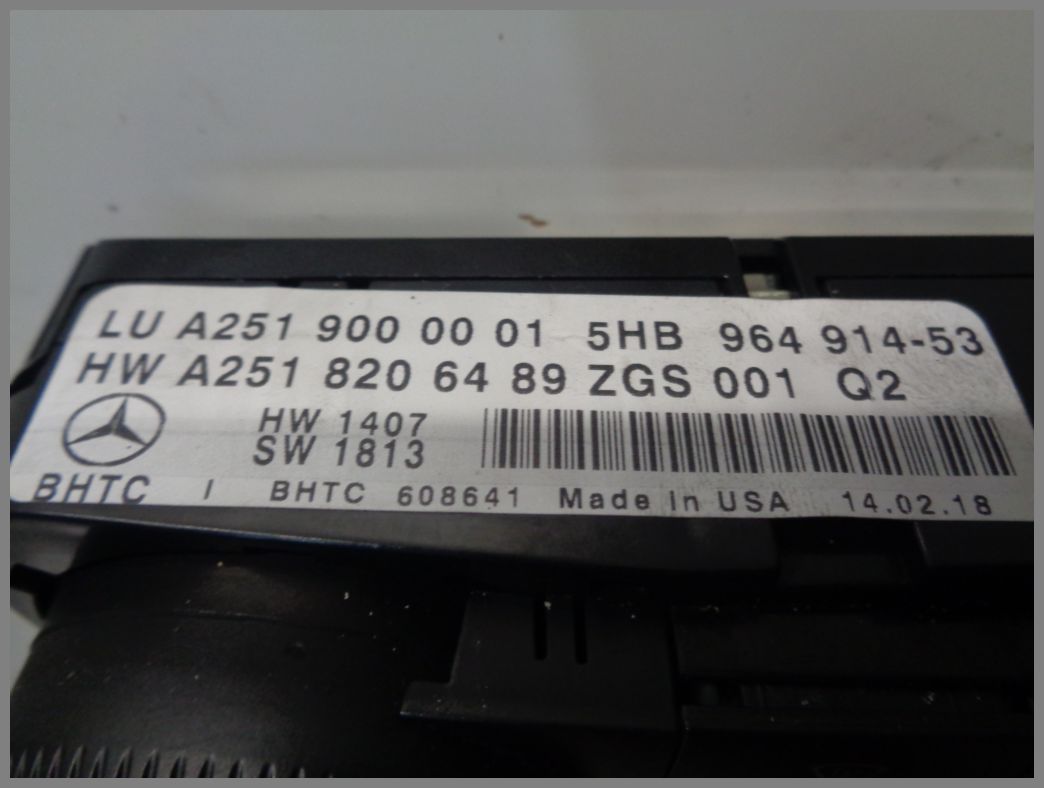 LU A251 900 00 01 5HB 964 914-53
HW A251 820 64 89 ZGS 001 Q2
HW 1407
SW 1813
BHTC I BHTC 608641 Made in USA 14.02.18